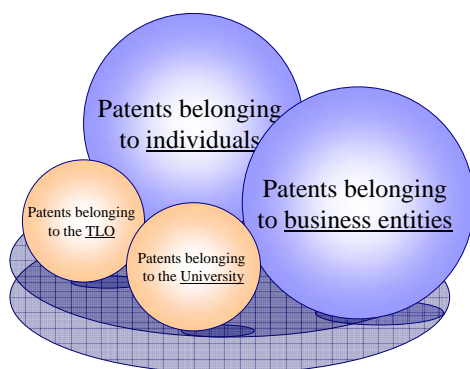 Patents belonging
to individuals
Patents belonging
to business entities
Patents belonging
to the TLO
Patents belonging
to the University